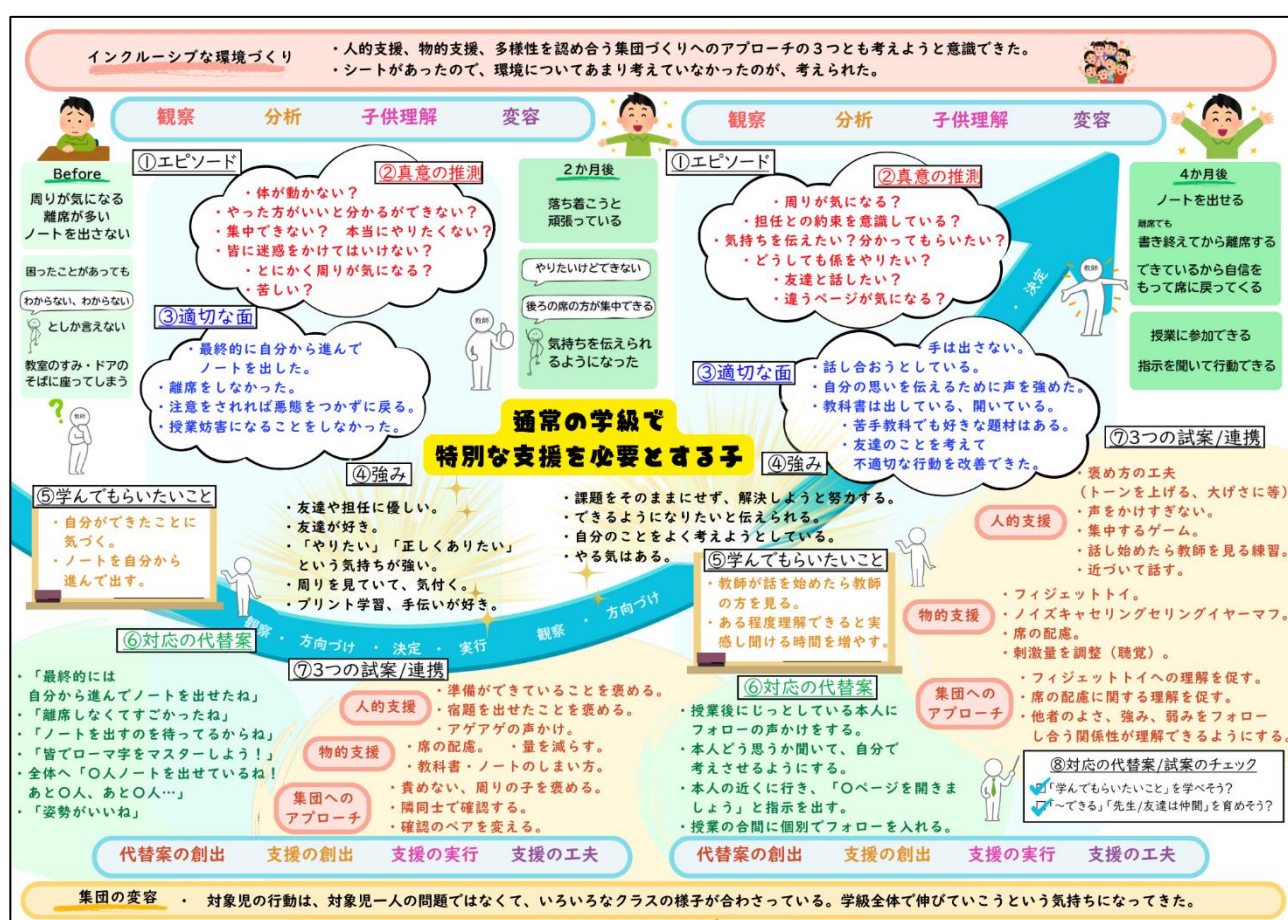 インクルーシブな環境づくり
・人的支援、物的支援、多様性を認め合う集団づくりへのアプローチの３つとも考えようと意識できた。
・シートがあったので、環境についてあまり考えていなかったのが、考えられた。
観察 分析 子供理解 変容
Before
周りが気になる
離席が多い
ノートを出さない
困ったことがあっても
わからない、わからない
としか言えない
教室のすみ・ドアの
そばに座ってしまう
教師
①エピソード
②真意の推測
・体が動かない？
・やった方がいいと分かるができない？
・集中できない？ 本当にやりたくない？
・皆に迷惑をかけてはいけない？
・とにかく周りが気になる？
・苦しい？
③適切な面
・最終的に自分から進んで
ノートを出した。
・離席をしなかった。
・注意をされれば悪態をつかずに戻る。
・授業妨害になることをしなかった。
２か月後
落ち着こうと
頑張っている
やりたいけどできない
後ろの席の方が集中できる
気持ちを伝えられ
るようになった
教師
通常の学級で
特別な支援を必要とする子
④強み
・友達や担任に優しい。
・友達が好き。
・「やりたい」「正しくありたい」
という気持ちが強い。
・周りを見ていて、気付く。
・プリント学習、手伝いが好き。
⑤学んでもらいたいこと
・自分ができたことに
気づく。
・ノートを自分から
進んで出す。
観察・方向づけ・決定・実行
⑥対応の代替案
・「最終的には
自分から進んでノートを出せたね」
・「離席しなくてすごかったね」
・「ノートを出すのを待ってるからね」
・「皆でローマ字をマスターしよう！」
・全体へ「〇人ノートを出せているね！
あと〇人、あと〇人…」
・「姿勢がいいね」
⑦3つの試案/連携
人的支援
・準備ができていることを褒める。
・宿題を出せたことを褒める。
・アゲアゲの声かけ。
物的支援
・席の配慮。 ・量を減らす。
・教科書・ノートのしまい方。
集団への
アプローチ
・責めない、周りの子を褒める。
・隣同士で確認する。
・確認のペアを変える。
代替案の創出 支援の創出 支援の実行 支援の工夫
観察 分析 子供理解 変容
①エピソード
②真意の推測
・周りが気になる？
・担任との約束を意識している？
・気持ちを伝えたい？分かってもらいたい？
・どうしても係をやりたい？
・友達と話したい？
・違うページが気になる？
③適切な面
・手は出さない。
・話し合おうとしている。
・自分の思いを伝えるために声を強めた。
・教科書は出している、開いている。
・苦手教科でも好きな題材はある。
・友達のことを考えて
不適切な行動を改善できた。
4か月後
ノートを出せる
離席でも
書き終えてから離席する
できているから自信を
もって席に戻ってくる
授業に参加できる
指示を聞いて行動できる
教師
④強み
・課題をそのままにせず、解決しようと努力する。
・できるようになりたいと伝えられる。
・自分のことをよく考えようとしている。
・やる気はある。
⑤学んでもらいたいこと
・教師が話を始めたら教師
の方を見る。
・ある程度理解できると実
感し聞ける時間を増やす。
観察・方向づけ
・決定
⑥対応の代替案
・授業後にじっとしている本人に
フォローの声かけをする。
・本人どう思うか聞いて、自分で
考えさせるようにする。
・本人の近くに行き、「〇ページを開きま
しょう」と指示を出す。
・授業の合間に個別でフォローを入れる。
⑦3つの試案/連携
人的支援
・褒め方の工夫
（トーンを上げる、大げさに等）
・声をかけすぎない。
・集中するゲーム。
・話し始めたら教師を見る練習。
・近づいて話す。
物的支援
・フィジェットトイ。
・ノイズキャセリングセリングイヤーマフ。
・席の配慮。
・刺激量を調整（聴覚）。
集団への
アプローチ
・フィジェットトイへの理解を促す。
・席の配慮に関する理解を促す。
・他者のよさ、強み、弱みをフォロー
し合う関係性が理解できるようにする。
⑧対応の代替案/試案のチェック
「学んでもらいたいこと」を学べそう？
「～できる」「先生/友達は仲間」を育めそう？
代替案の創出 支援の創出 支援の実行 支援の工夫
集団の変容
・ 対象児の行動は、対象児一人の問題ではなくて、いろいろなクラスの様子が合わさっている。学級全体で伸びていこうという気持ちになってきた。